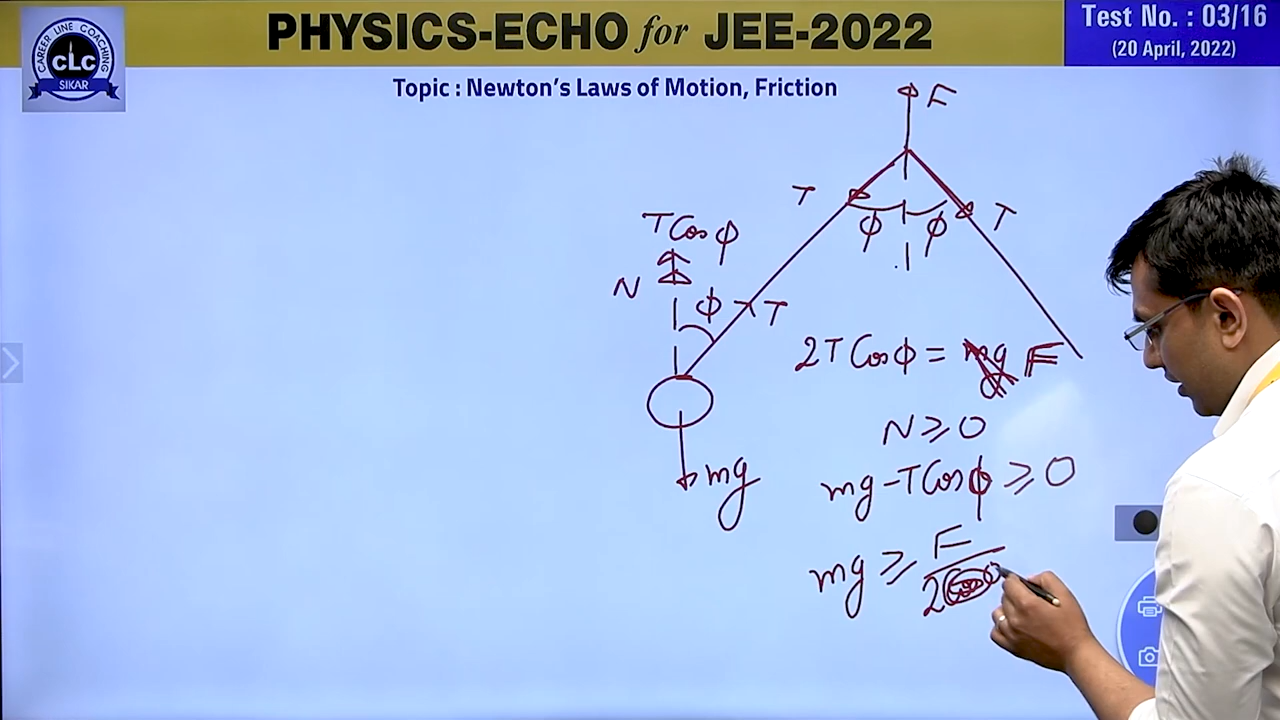 PHYSICS-ECHO for JEE-2022
Test No. : 03/16
(20 April, 2022)
CAREER LINE COACHING
CLC
SIKAR
Topic : Newton's Laws of Motion, Friction
F
T
T
ϕ ϕ
T Cos ϕ
N
ϕ
T
2T Cos ϕ = mg F
N ≥ 0
mg
mg - T Cos ϕ ≥ 0
mg ≥ F
2